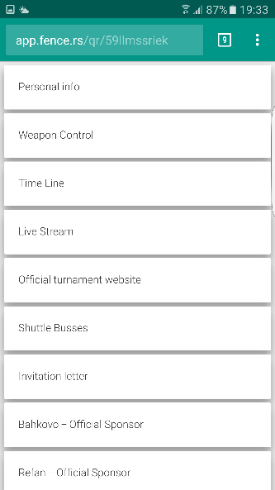 87% 19:33
app.fence.rs/qr/59llmssriek
9
Personal info
Weapon Control
Time Line
Live Stream
Official turnament website
Shuttle Busses
Invitation letter
Bahkovo – Official Sponsor
Refan – Official Sponsor